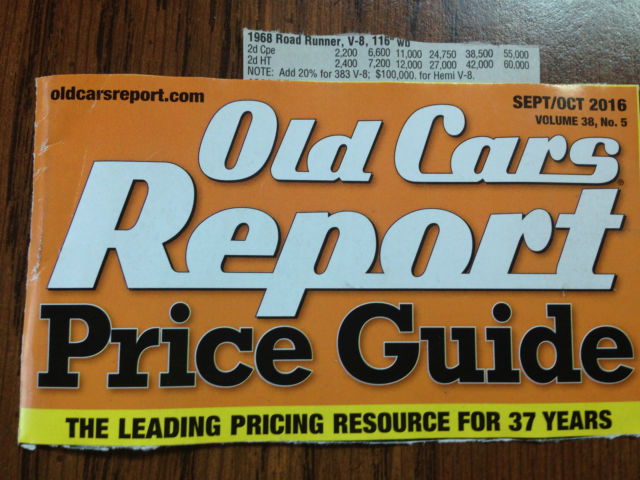 1968 Road Runner, V-8, 116" wb
2d Cpe 2,200 6,600 11,000 24,750 38,500 55,000
2d HT 2,400 7,200 12,000 27,000 42,000 60,000
NOTE: Add 20% for 383 V-8; $100,000. for Hemi V-8.
oldcarsreport.com
SEPT/OCT 2016
VOLUME 38, No. 5
Old Cars
Report
Price Guide
THE LEADING PRICING RESOURCE FOR 37 YEARS